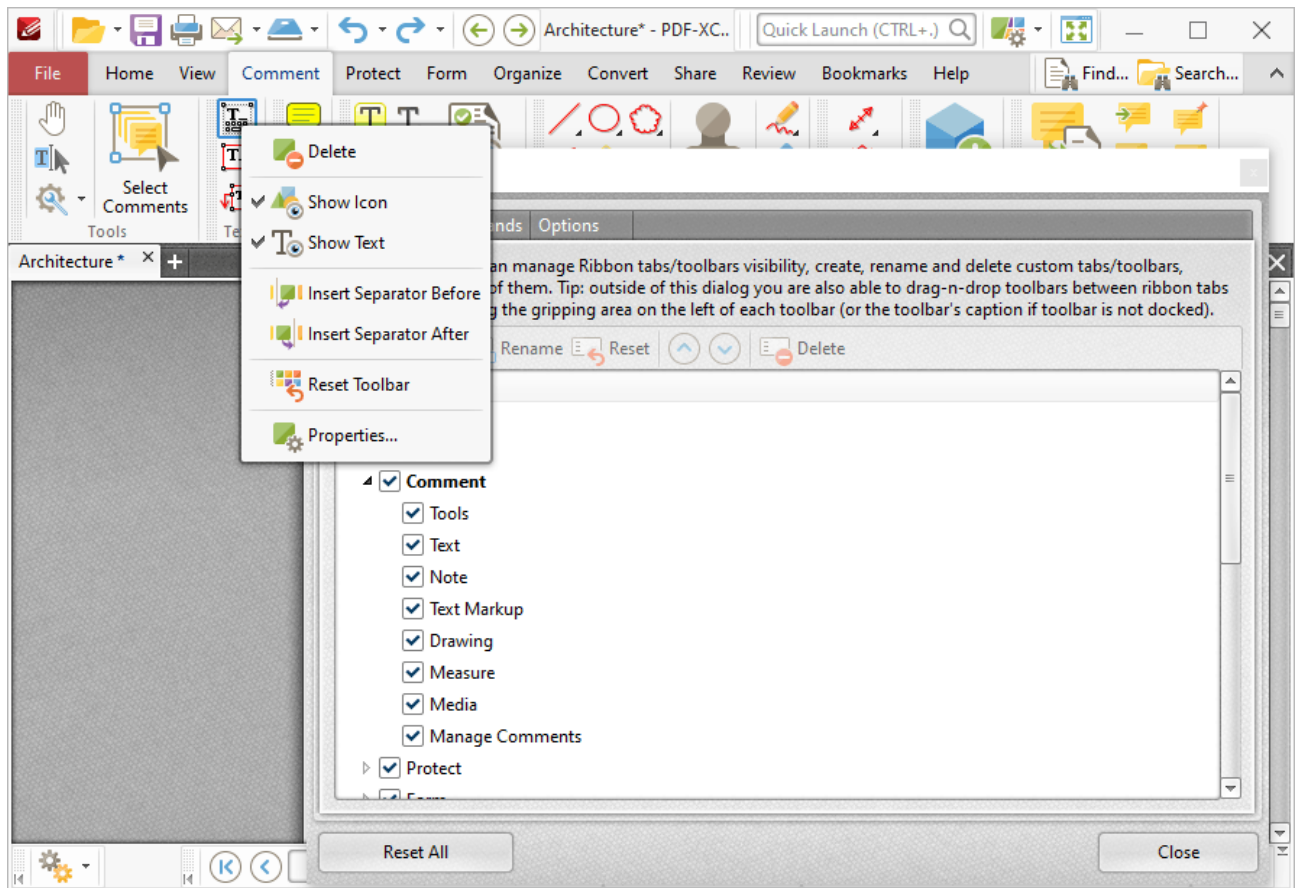 Architecture* - PDF-XC..
Quick Launch (CTRL+.)
File Home View Comment Protect Form Organize Convert Share Review Bookmarks Help Find... Search...
Select
Comments
Tools
Delete
Show Icon
Show Text
Insert Separator Before
Insert Separator After
Reset Toolbar
Properties...
Architecture *
Options
manage Ribbon tabs/toolbars visibility, create, rename and delete custom tabs/toolbars,
of them. Tip: outside of this dialog you are also able to drag-n-drop toolbars between ribbon tabs
the gripping area on the left of each toolbar (or the toolbar's caption if toolbar is not docked).
Rename Reset Delete
Comment
Tools
Text
Note
Text Markup
Drawing
Measure
Media
Manage Comments
Protect
Form
Reset All Close